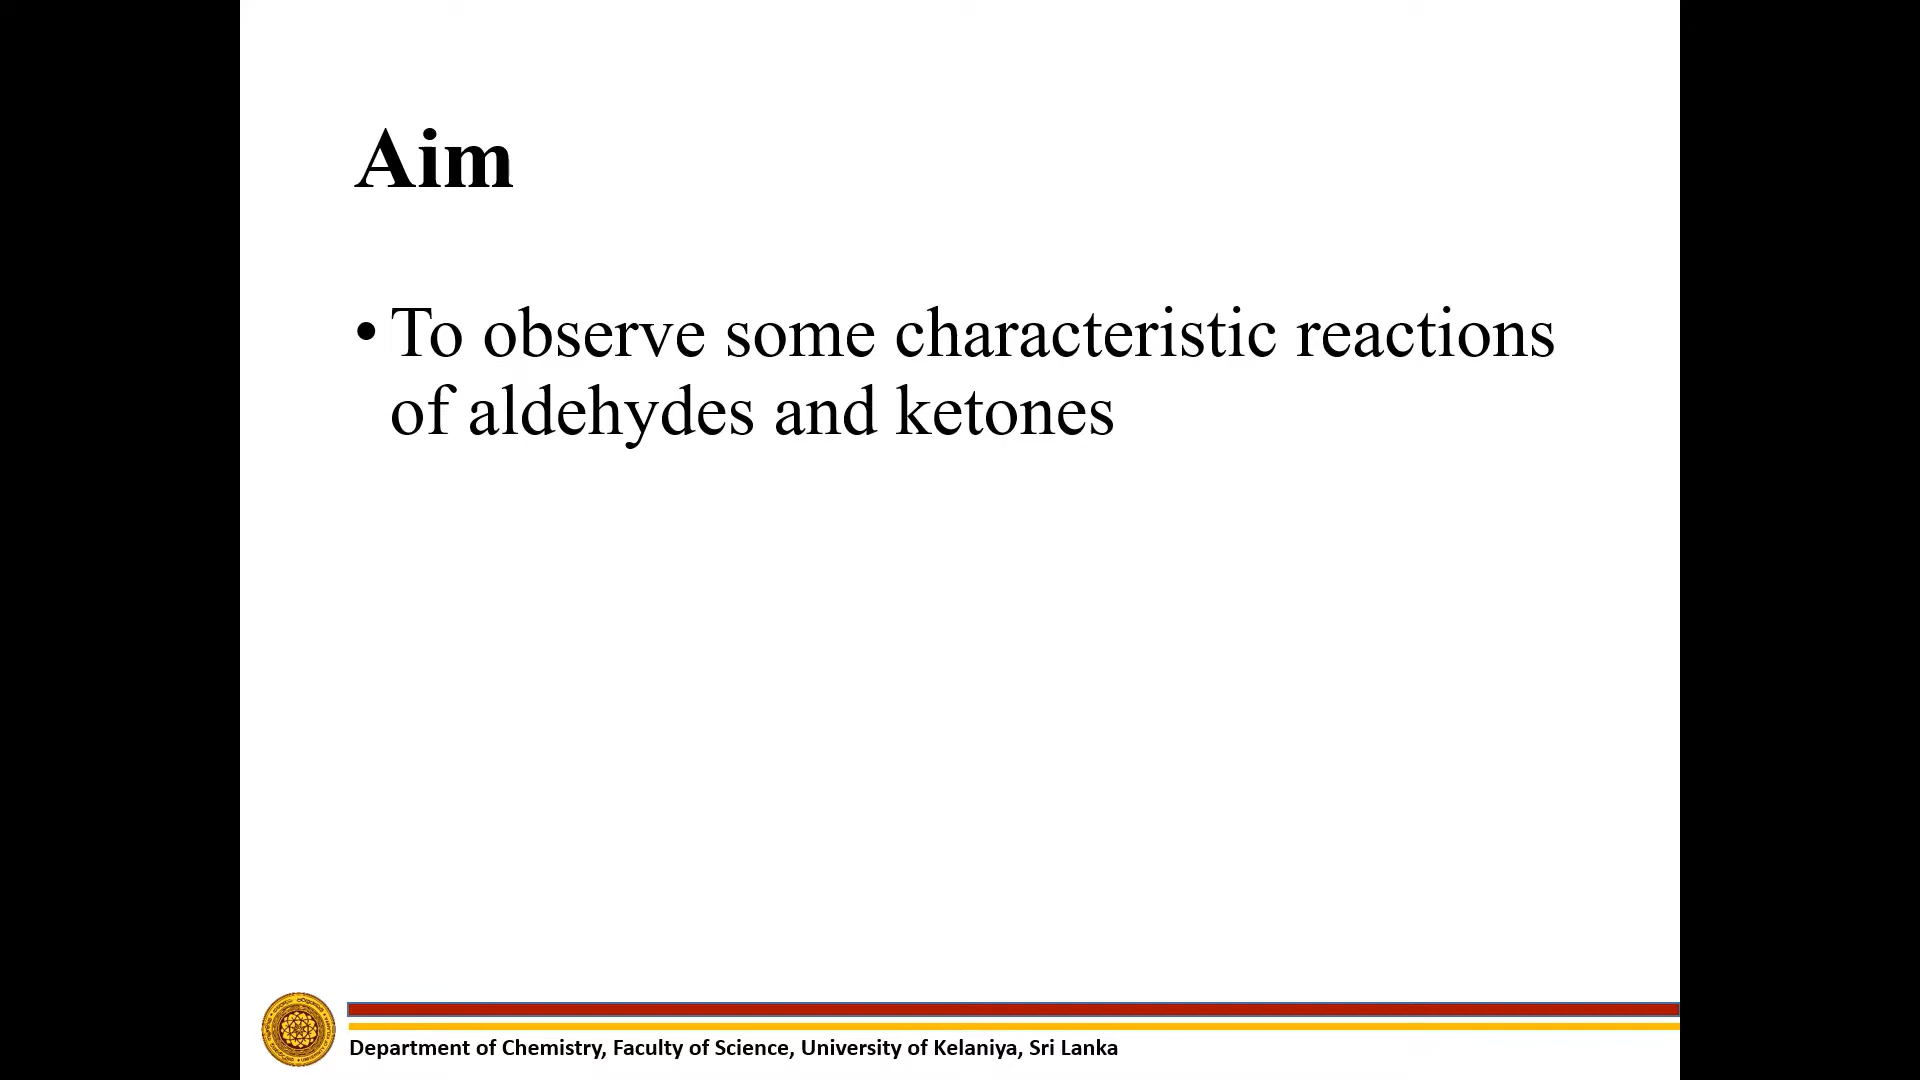 Aim
• To observe some characteristic reactions
of aldehydes and ketones
Department of Chemistry, Faculty of Science, University of Kelaniya, Sri Lanka